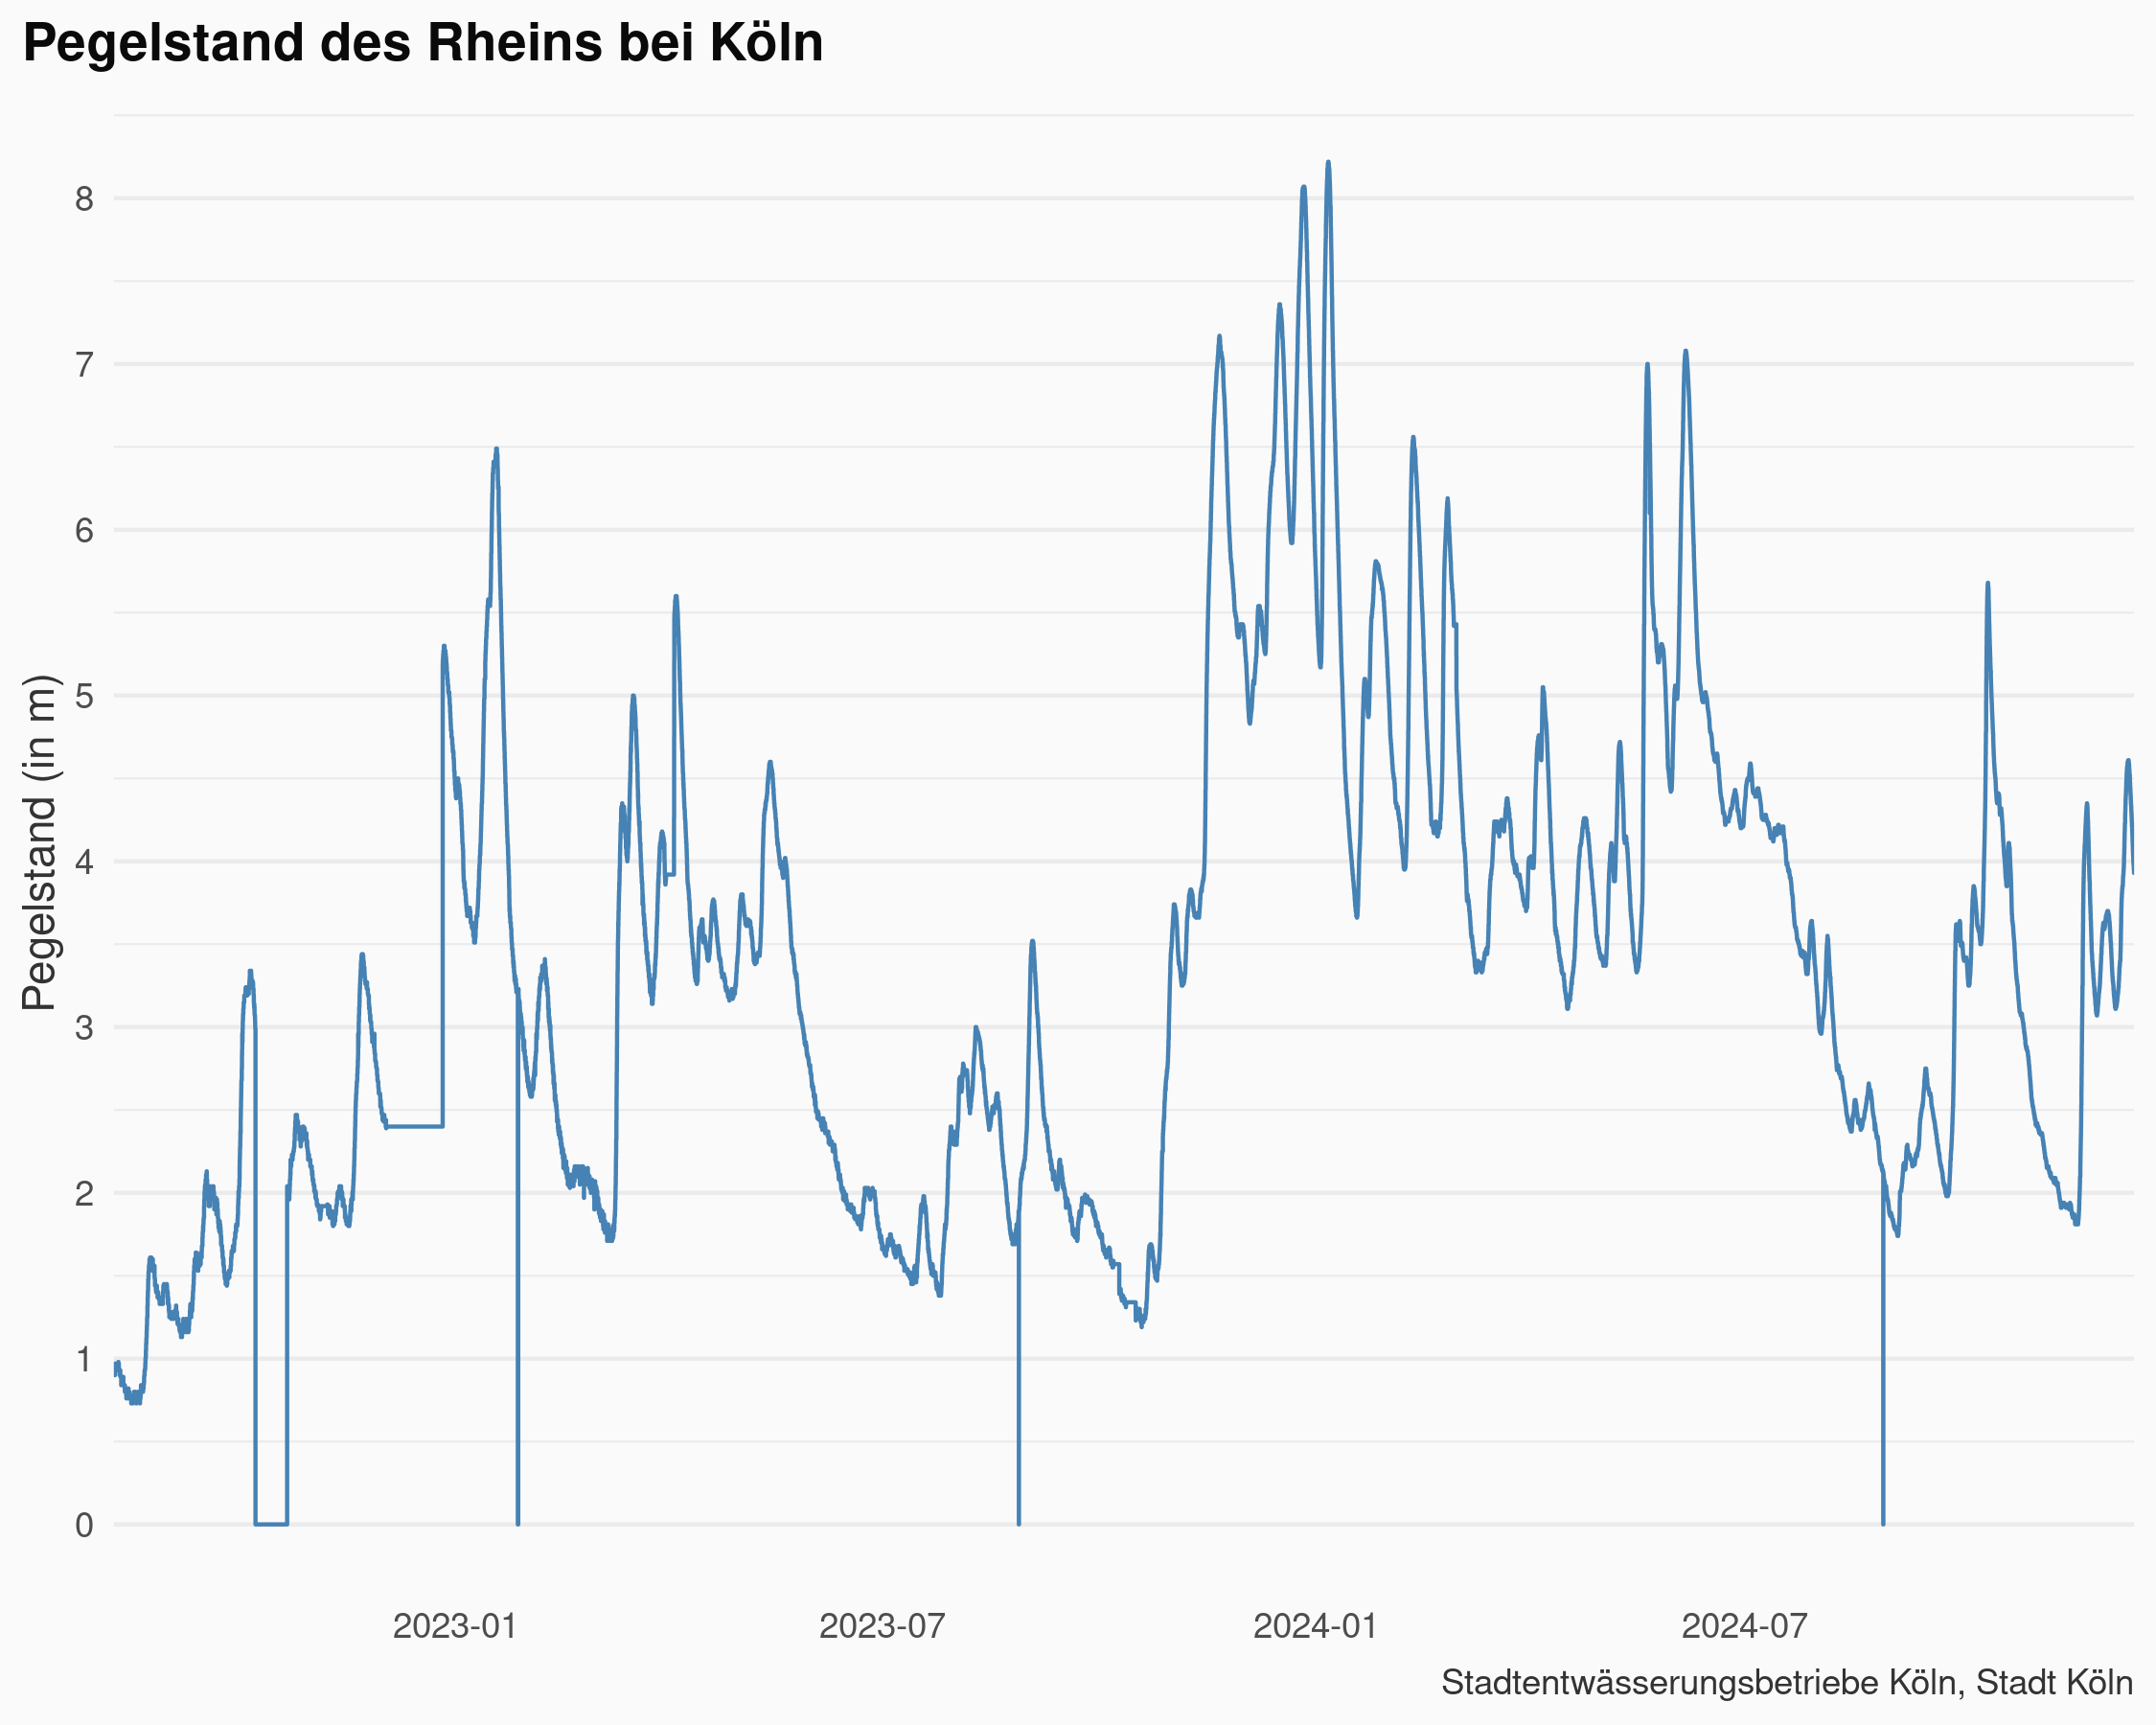 Pegelstand des Rheins bei Köln
Pegelstand (in m)
8
7
6
5
4
3
2
1
0
2023-01 2023-07 2024-01 2024-07
Stadtentwässerungsbetriebe Köln, Stadt Köln